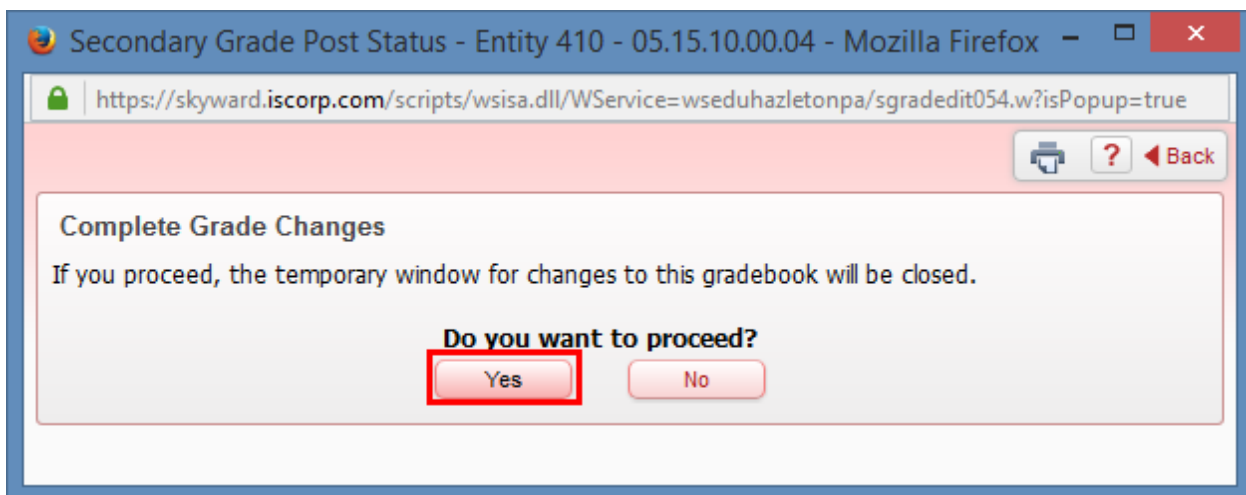 Secondary Grade Post Status - Entity 410 - 05.15.10.00.04 - Mozilla Firefox
https://skyward.iscorp.com/scripts/wsisa.dll/WService=wseduhazletonpa/sgradedit054.w?isPopup=true
? Back
Complete Grade Changes
If you proceed, the temporary window for changes to this gradebook will be closed.
Do you want to proceed?
Yes No